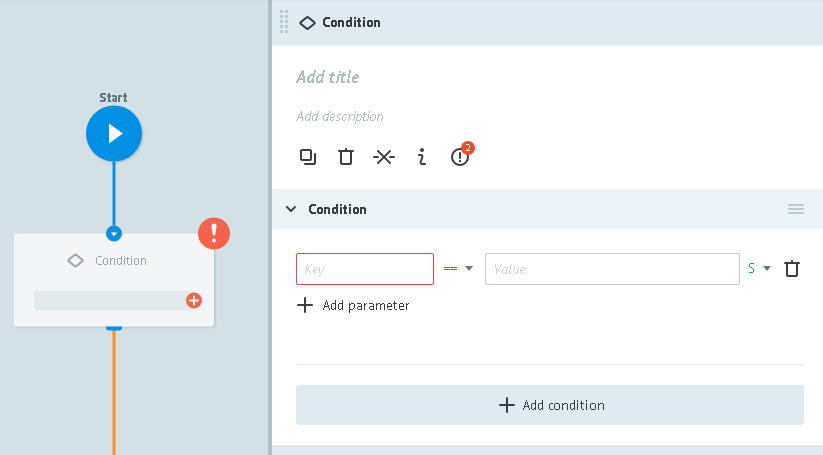 Start
Condition
Condition
Add title
Add description
2
Condition
Key
==
Value
S
Add parameter
Add condition